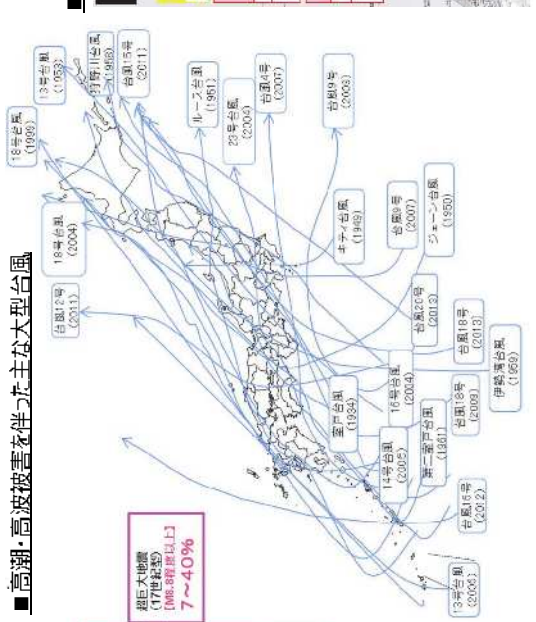 ■高潮・高波被害を伴った主な大型台風
18号台風
(1999)
13号台風
(1953)
狩野川台風
(1958)
台風15号
(2011)
ルース台風
(1951)
23号台風
(2004)
台風4号
(2007)
台風9号
(2009)
18号台風
(2004)
台風12号
(2011)
キティ台風
(1949)
台風9号
(2007)
ジェーン台風
(1950)
台風20号
(2013)
台風18号
(2013)
伊勢湾台風
(1959)
室戸台風
(1934)
16号台風
(2004)
台風18号
(2009)
14号台風
(2005)
第二室戸台風
(1961)
台風16号
(2012)
13号台風
(2006)
超巨大地震
(17世紀型)
[M8.8程度以上]
7～40%